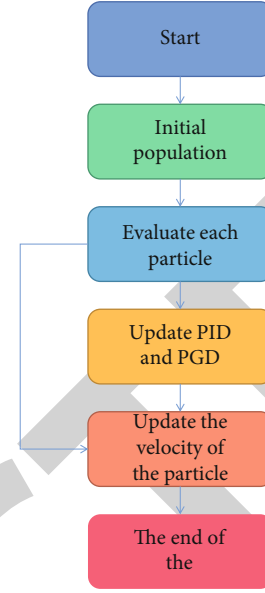 Start
Initial
population
Evaluate each
particle
Update PID
and PGD
Update the
velocity of
the particle
The end of
the